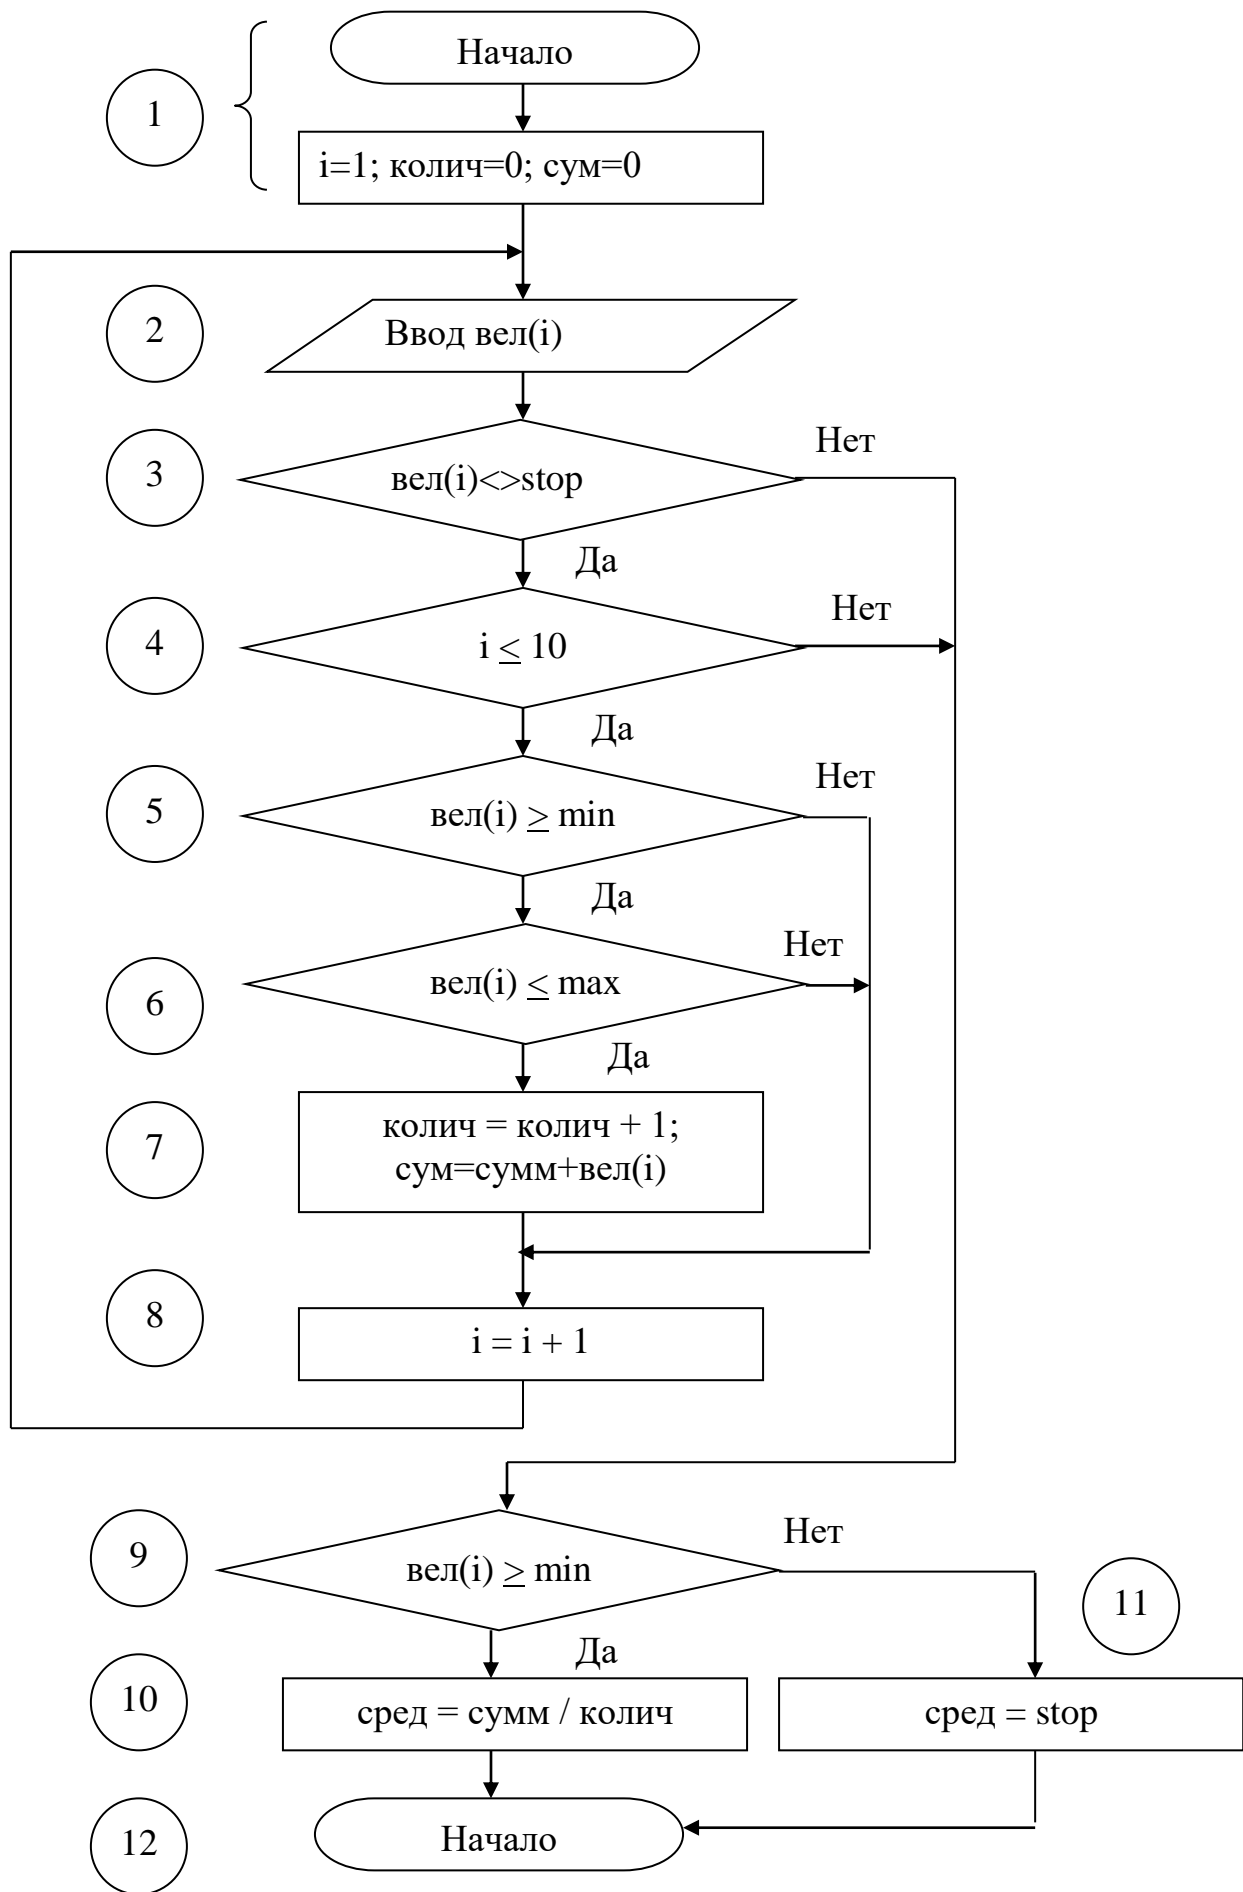 Начало
1
i=1; колич=0; сум=0
2
Ввод вел(i)
3
вел(i)<>stop
Нет
Да
4
i ≤ 10
Нет
Да
5
вел(i) ≥ min
Нет
Да
6
вел(i) ≤ max
Нет
Да
7
колич = колич + 1;
сум=сумм+вел(i)
8
i = i + 1
9
вел(i) ≥ min
Нет
11
Да
10
сред = сумм / колич
сред = stop
12
Начало